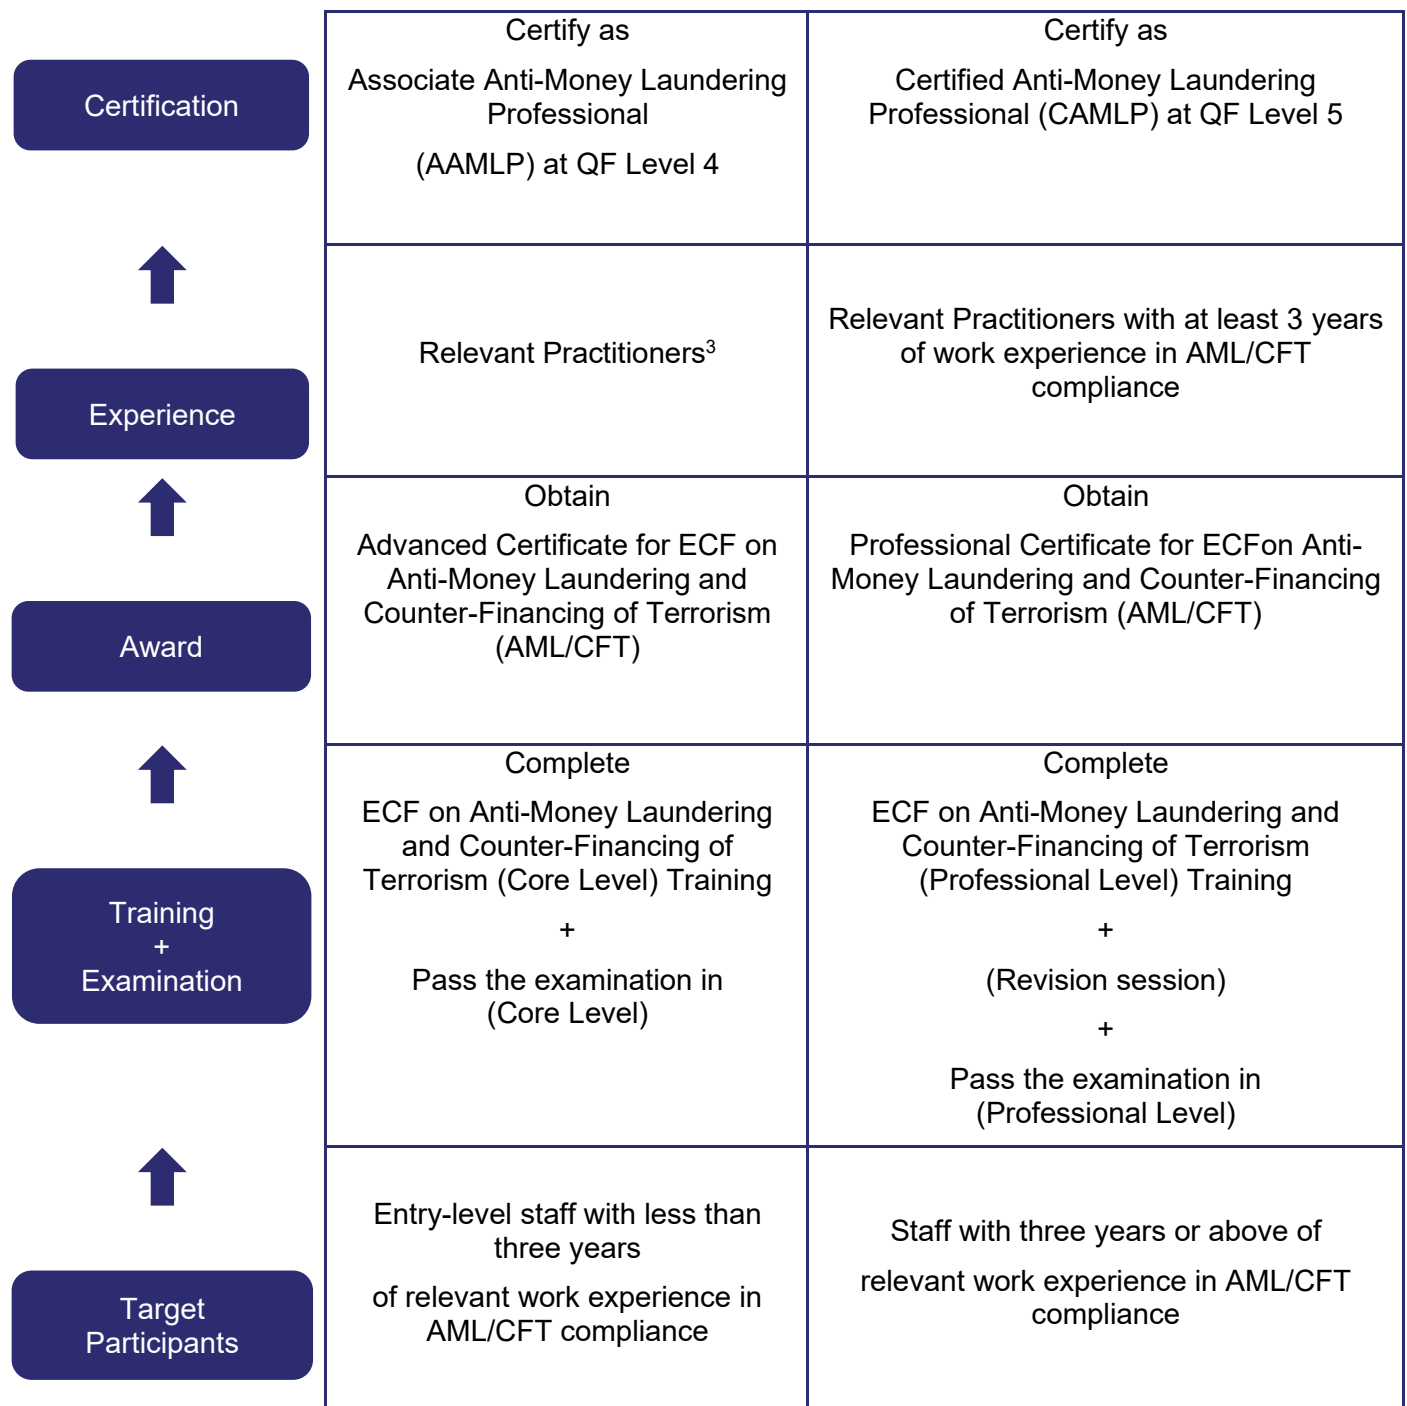 Certification
Certify as
Associate Anti-Money Laundering
Professional
(AAMLP) at QF Level 4
Certify as
Certified Anti-Money Laundering
Professional (CAMLP) at QF Level 5
Experience
Relevant Practitioners³
Relevant Practitioners with at least 3 years
of work experience in AML/CFT
compliance
Award
Obtain
Advanced Certificate for ECF on
Anti-Money Laundering and
Counter-Financing of Terrorism
(AML/CFT)
Obtain
Professional Certificate for ECFon Anti-
Money Laundering and Counter-Financing
of Terrorism (AML/CFT)
Training
+
Examination
Complete
ECF on Anti-Money Laundering
and Counter-Financing of
Terrorism (Core Level) Training
+
Pass the examination in
(Core Level)
Complete
ECF on Anti-Money Laundering and
Counter-Financing of Terrorism
(Professional Level) Training
+
(Revision session)
+
Pass the examination in
(Professional Level)
Target
Participants
Entry-level staff with less than
three years
of relevant work experience in
AML/CFT compliance
Staff with three years or above of
relevant work experience in AML/CFT
compliance